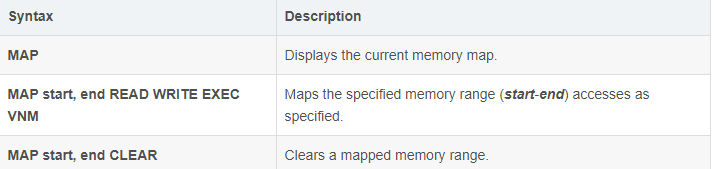 Syntax Description
MAP Displays the current memory map.
MAP start, end READ WRITE EXEC Maps the specified memory range (start-end) accesses as
VNM specified.
MAP start, end CLEAR Clears a mapped memory range.